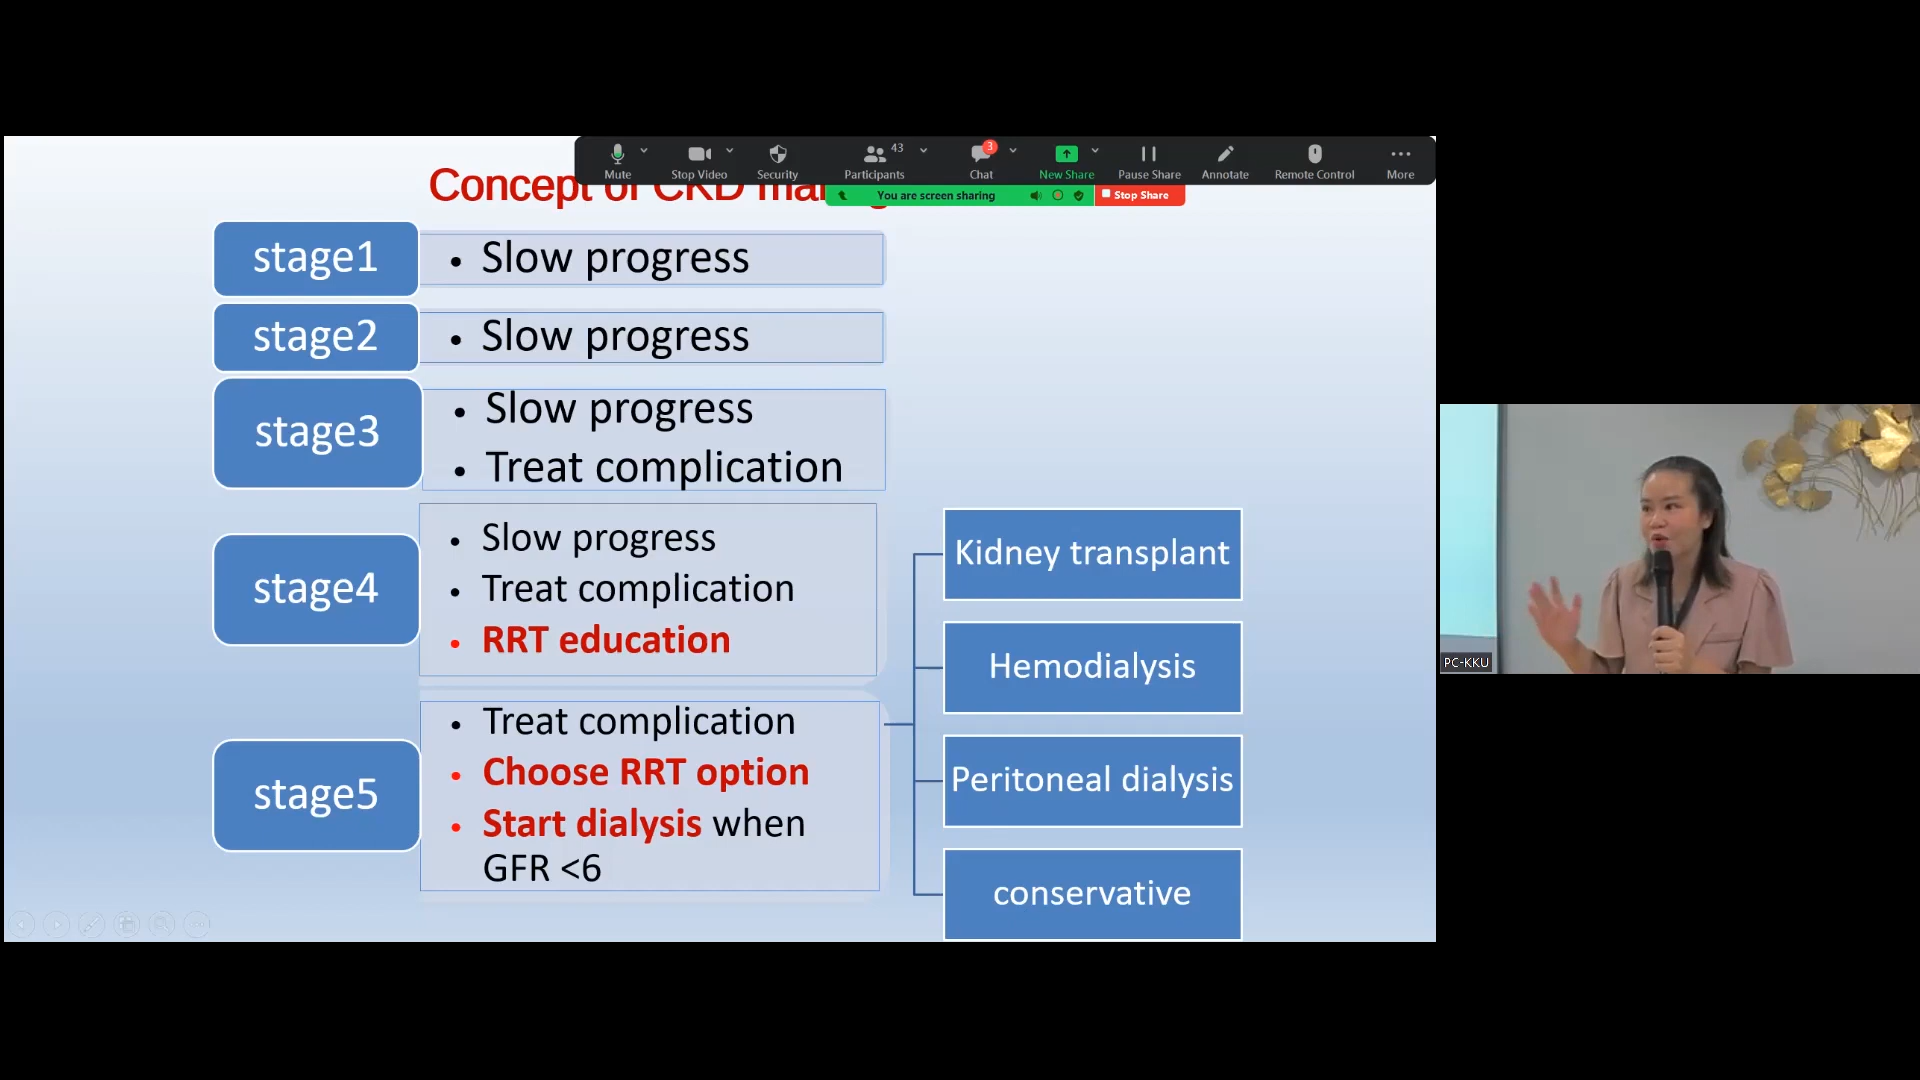 Mute
Stop Video
Security
Participants
43
Chat
3
New Share
Pause Share
Annotate
Remote Control
More
You are screen sharing
Stop Share
Concept of CKD
stage1
• Slow progress
stage2
• Slow progress
stage3
• Slow progress
• Treat complication
stage4
• Slow progress
• Treat complication
• RRT education
stage5
• Treat complication
• Choose RRT option
• Start dialysis when
GFR <6
Kidney transplant
Hemodialysis
Peritoneal dialysis
conservative
PC-KKU